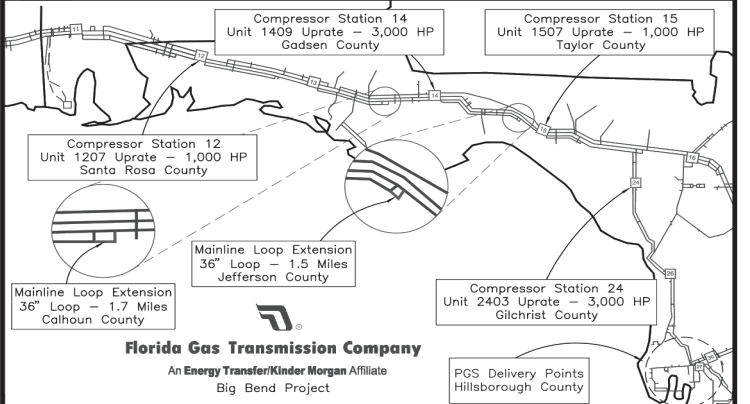 Compressor Station 14
Unit 1409 Uprate – 3,000 HP
Gadsen County
Compressor Station 15
Unit 1507 Uprate – 1,000 HP
Taylor County
11
12
13
14
15
16
24
26
27
30
Compressor Station 12
Unit 1207 Uprate – 1,000 HP
Santa Rosa County
Mainline Loop Extension
36" Loop – 1.5 Miles
Jefferson County
Mainline Loop Extension
36" Loop – 1.7 Miles
Calhoun County
Compressor Station 24
Unit 2403 Uprate – 3,000 HP
Gilchrist County
®
Florida Gas Transmission Company
An Energy Transfer/Kinder Morgan Affiliate
Big Bend Project
PGS Delivery Points
Hillsborough County